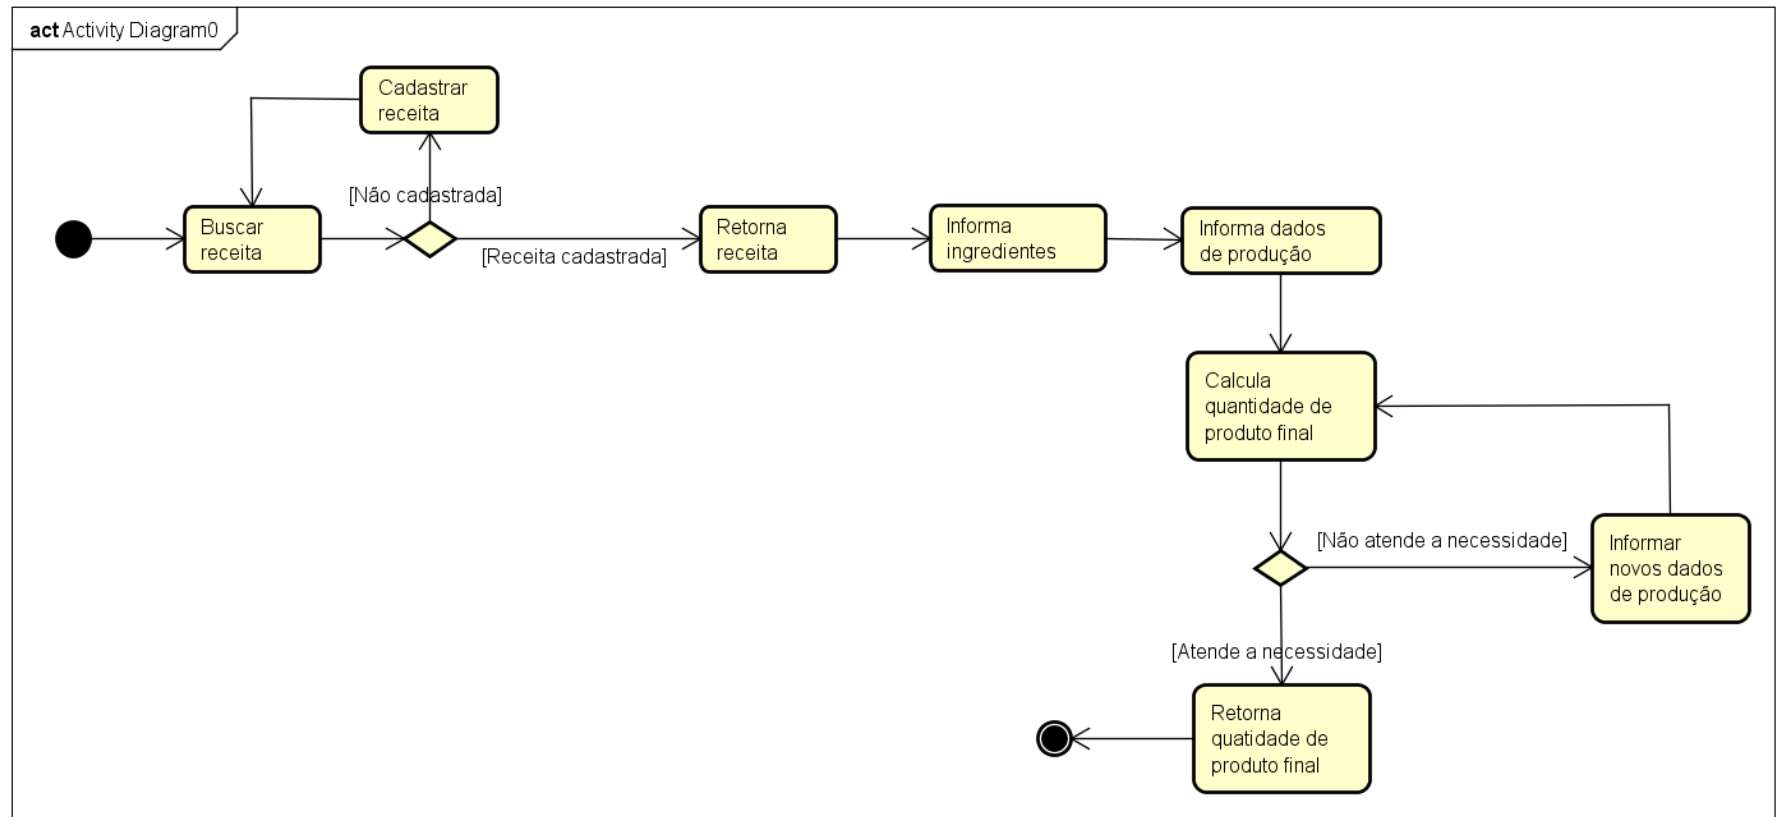 act Activity Diagram0
Cadastrar
receita
[Não cadastrada]
Buscar
receita
[Receita cadastrada]
Retorna
receita
Informa
ingredientes
Informa dados
de produção
Calcula
quantidade de
produto final
[Não atende a necessidade]
Informar
novos dados
de produção
[Atende a necessidade]
Retorna
quatidade de
produto final